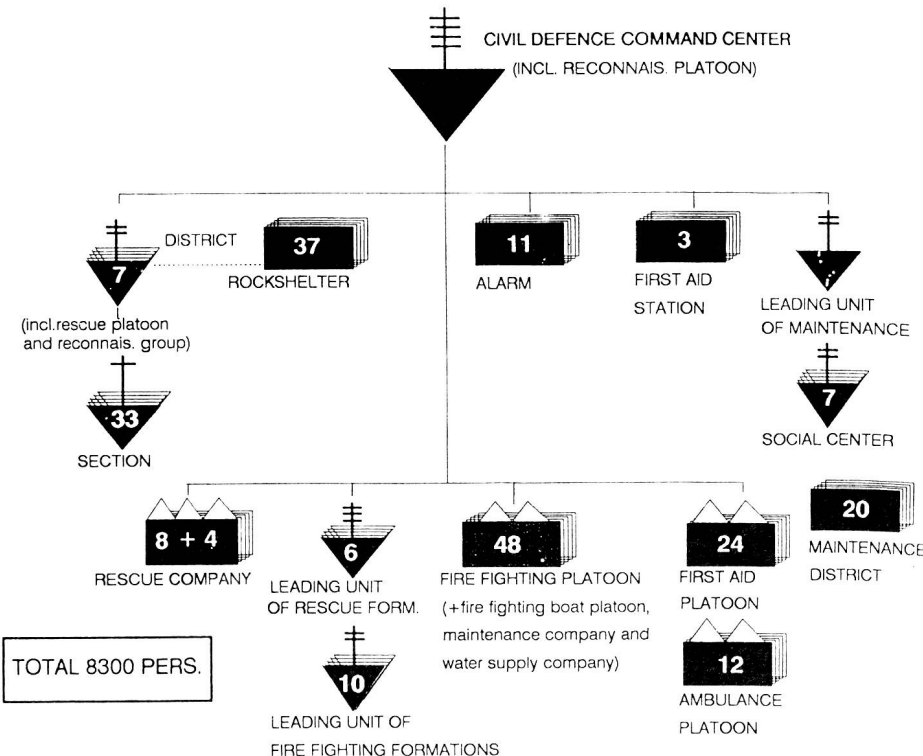 CIVIL DEFENCE COMMAND CENTER
(INCL. RECONNAIS. PLATOON)
7
DISTRICT
(incl.rescue platoon
and reconnais. group)
33
SECTION
37
ROCKSHELTER
11
ALARM
3
FIRST AID
STATION
LEADING UNIT
OF MAINTENANCE
7
SOCIAL CENTER
8 + 4
RESCUE COMPANY
6
LEADING UNIT
OF RESCUE FORM.
10
LEADING UNIT OF
FIRE FIGHTING FORMATIONS
48
FIRE FIGHTING PLATOON
(+fire fighting boat platoon,
maintenance company and
water supply company)
24
FIRST AID
PLATOON
12
AMBULANCE
PLATOON
20
MAINTENANCE
DISTRICT
TOTAL 8300 PERS.